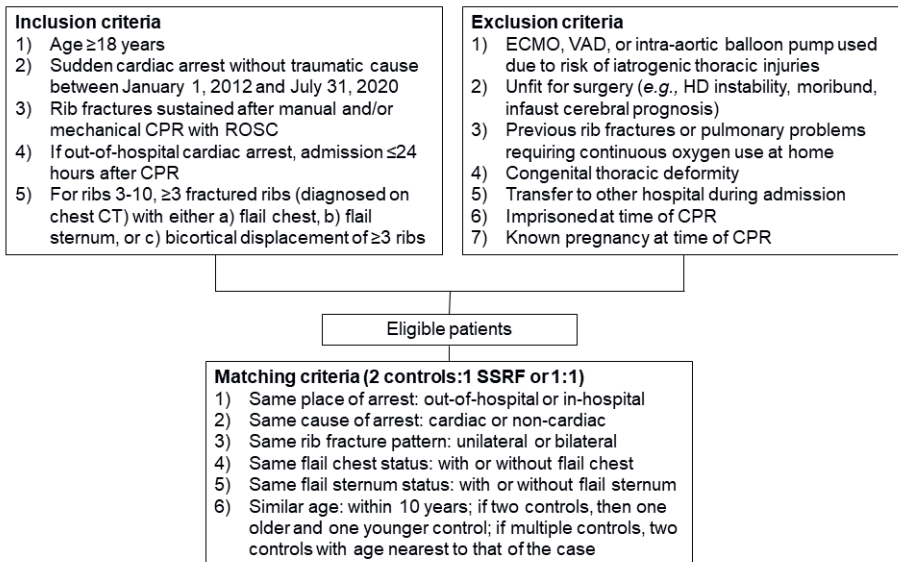 Inclusion criteria
1) Age ≥18 years
2) Sudden cardiac arrest without traumatic cause
between January 1, 2012 and July 31, 2020
3) Rib fractures sustained after manual and/or
mechanical CPR with ROSC
4) If out-of-hospital cardiac arrest, admission ≤24
hours after CPR
5) For ribs 3-10, ≥3 fractured ribs (diagnosed on
chest CT) with either a) flail chest, b) flail
sternum, or c) bicortical displacement of ≥3 ribs
Exclusion criteria
1) ECMO, VAD, or intra-aortic balloon pump used
due to risk of iatrogenic thoracic injuries
2) Unfit for surgery (e.g., HD instability, moribund,
infaust cerebral prognosis)
3) Previous rib fractures or pulmonary problems
requiring continuous oxygen use at home
4) Congenital thoracic deformity
5) Transfer to other hospital during admission
6) Imprisoned at time of CPR
7) Known pregnancy at time of CPR
Eligible patients
Matching criteria (2 controls:1 SSRF or 1:1)
1) Same place of arrest: out-of-hospital or in-hospital
2) Same cause of arrest: cardiac or non-cardiac
3) Same rib fracture pattern: unilateral or bilateral
4) Same flail chest status: with or without flail chest
5) Same flail sternum status: with or without flail sternum
6) Similar age: within 10 years; if two controls, then one
older and one younger control; if multiple controls, two
controls with age nearest to that of the case